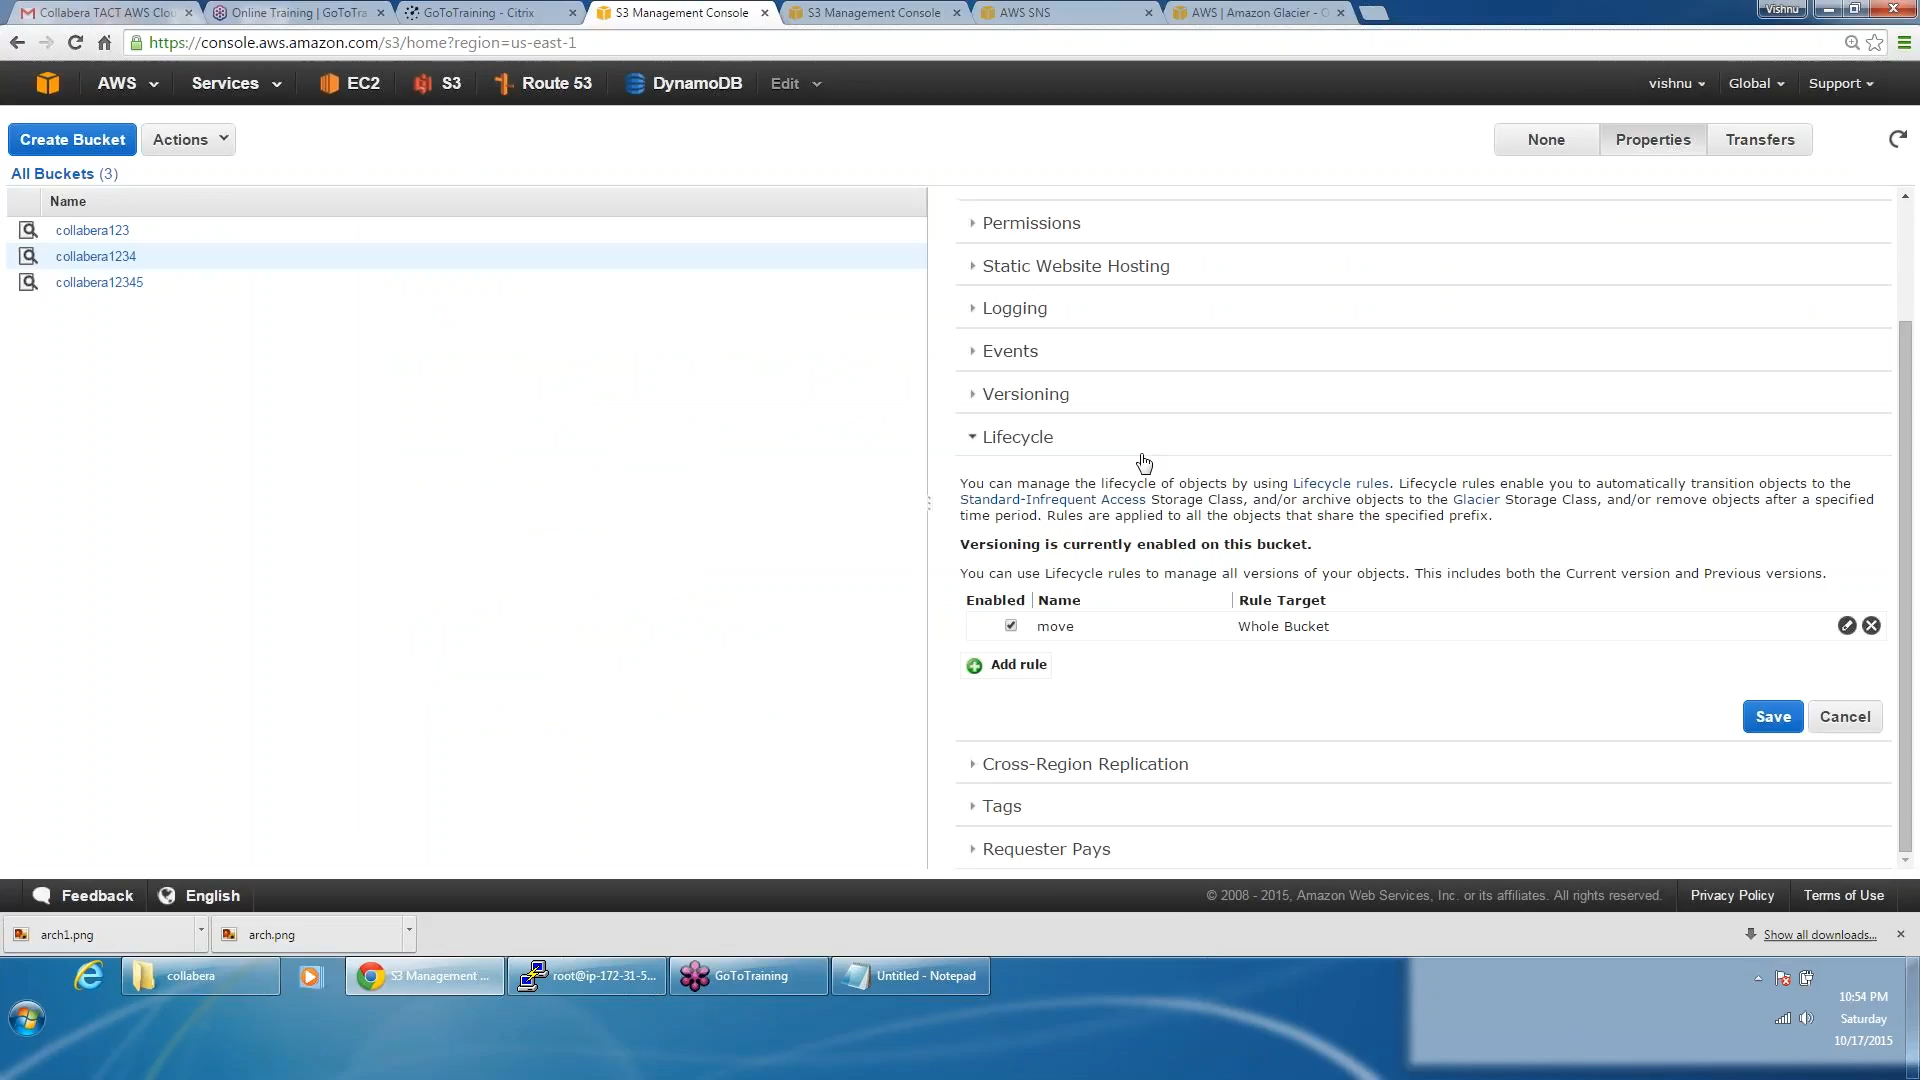 Collabera TACT AWS Clou
Online Training | GoToTra
GoToTraining - Citrix
S3 Management Console
S3 Management Console
AWS SNS
AWS | Amazon Glacier - O
Vishnu
https://console.aws.amazon.com/s3/home?region=us-east-1
AWS
Services
EC2
S3
Route 53
DynamoDB
Edit
vishnu
Global
Support
Create Bucket
Actions
None
Properties
Transfers
All Buckets (3)
Name
collabera123
collabera1234
collabera12345
Permissions
Static Website Hosting
Logging
Events
Versioning
Lifecycle
You can manage the lifecycle of objects by using Lifecycle rules. Lifecycle rules enable you to automatically transition objects to the
Standard-Infrequent Access Storage Class, and/or archive objects to the Glacier Storage Class, and/or remove objects after a specified
time period. Rules are applied to all the objects that share the specified prefix.
Versioning is currently enabled on this bucket.
You can use Lifecycle rules to manage all versions of your objects. This includes both the Current version and Previous versions.
Enabled Name Rule Target
move Whole Bucket
Add rule
Save Cancel
Cross-Region Replication
Tags
Requester Pays
Feedback
English
© 2008 - 2015, Amazon Web Services, Inc. or its affiliates. All rights reserved.
Privacy Policy
Terms of Use
arch1.png
arch.png
Show all downloads...
collabera
S3 Management ...
root@ip-172-31-5...
GoToTraining
Untitled - Notepad
10:54 PM
Saturday
10/17/2015